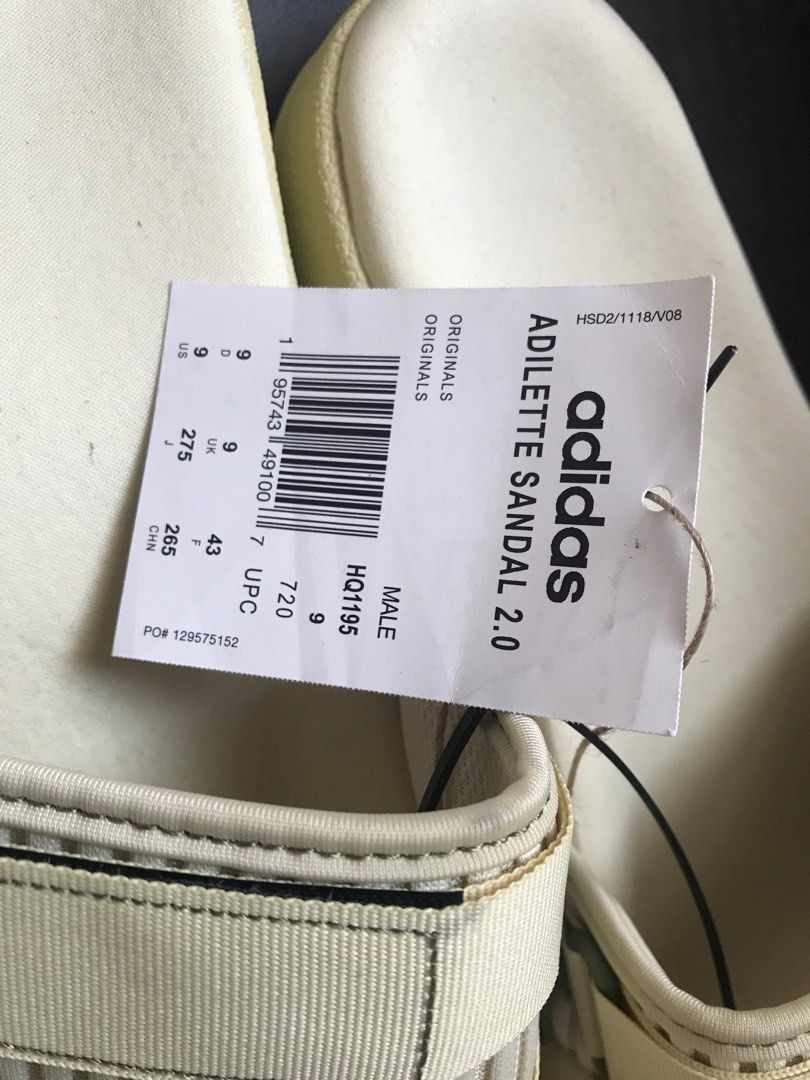 HSD2/1118/V08
adidas
ADILETTE SANDAL 2.0
ORIGINALS
ORIGINALS
MALE
HQ1195
9
720
UPC
1 95743 49100 7
9 9 43
D UK F
9 275 265
US J CHN
PO# 129575152